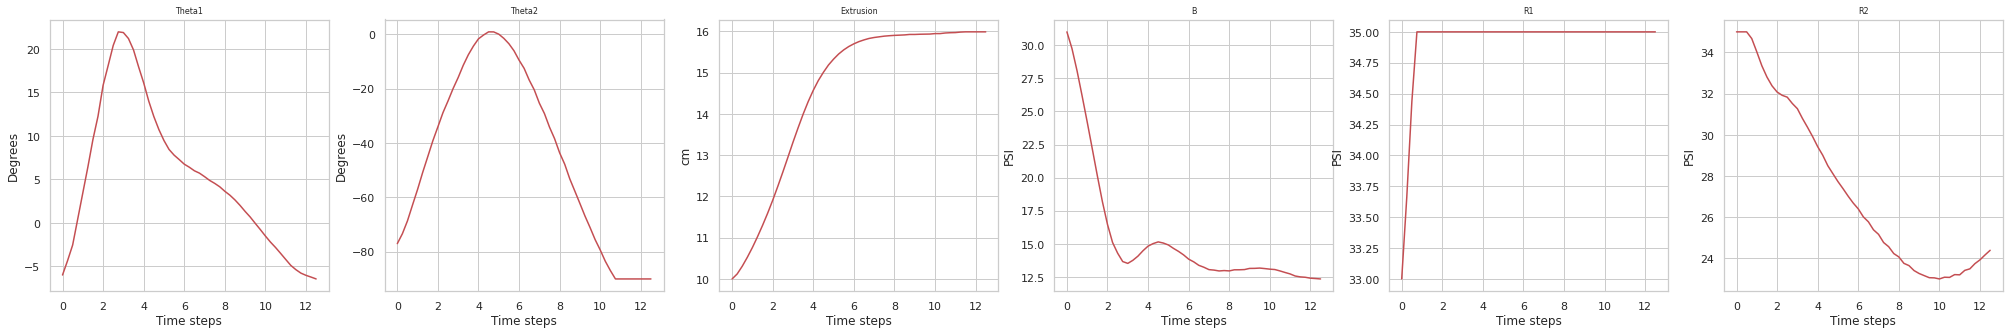 Theta1
Degrees
20
15
10
5
0
−5
0 2 4 6 8 10 12
Time steps
Theta2
Degrees
0
−20
−40
−60
−80
0 2 4 6 8 10 12
Time steps
Extrusion
cm
16
15
14
13
12
11
10
0 2 4 6 8 10 12
Time steps
B
PSI
30.0
27.5
25.0
22.5
20.0
17.5
15.0
12.5
0 2 4 6 8 10 12
Time steps
R1
PSI
35.00
34.75
34.50
34.25
34.00
33.75
33.50
33.25
33.00
0 2 4 6 8 10 12
Time steps
R2
PSI
34
32
30
28
26
24
0 2 4 6 8 10 12
Time steps